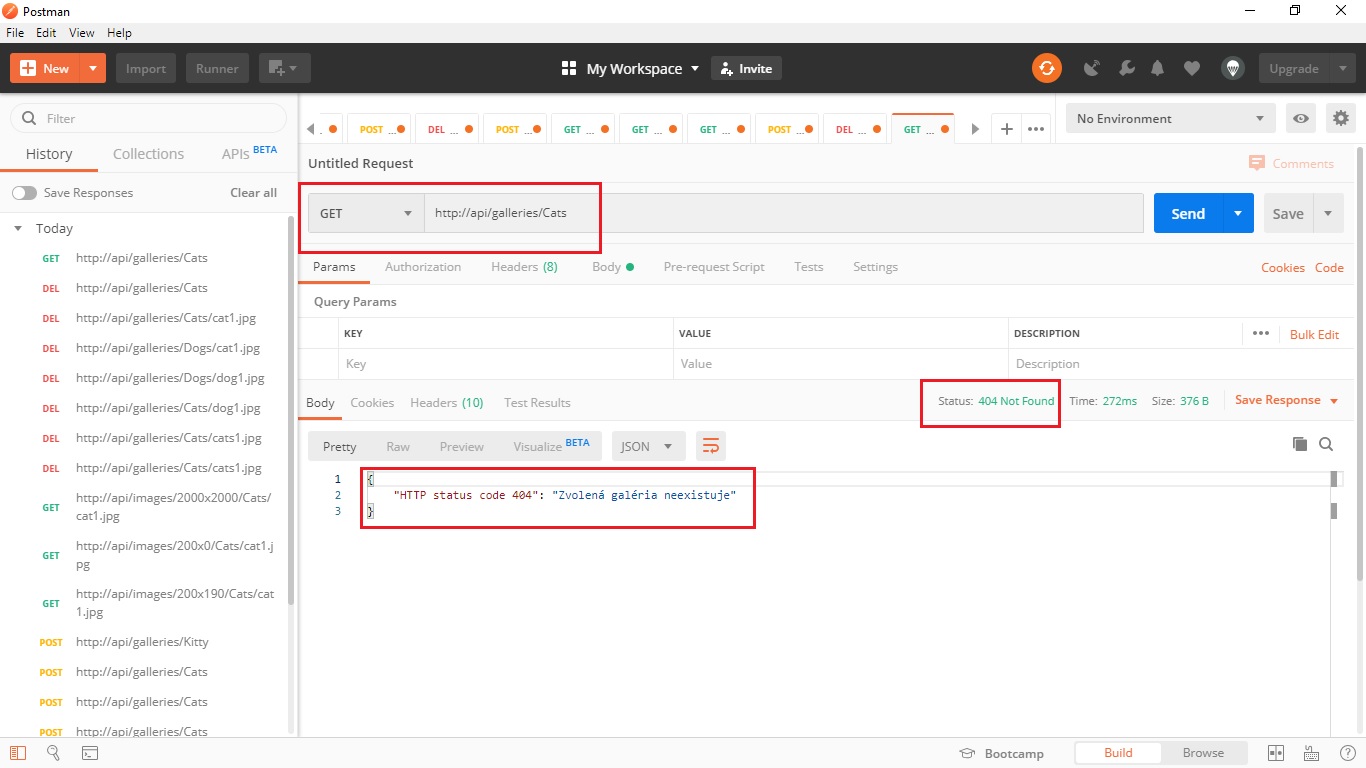 Postman
File Edit View Help
New Import Runner My Workspace Invite Upgrade
Filter
History Collections APIs BETA
Save Responses Clear all
Today
GET http://api/galleries/Cats
DEL http://api/galleries/Cats
DEL http://api/galleries/Cats/cat1.jpg
DEL http://api/galleries/Dogs/cat1.jpg
DEL http://api/galleries/Dogs/dog1.jpg
DEL http://api/galleries/Cats/dog1.jpg
DEL http://api/galleries/Cats/cats1.jpg
DEL http://api/galleries/Cats/cats1.jpg
GET http://api/images/2000x2000/Cats/
cat1.jpg
GET http://api/images/200x0/Cats/cat1.j
pg
GET http://api/images/200x190/Cats/cat
1.jpg
POST http://api/galleries/Kitty
POST http://api/galleries/Cats
POST http://api/galleries/Cats
POST http://api/galleries/Cats
. POST ... DEL ... POST ... GET ... GET ... GET ... POST ... DEL ... GET ...
No Environment
Untitled Request Comments
GET http://api/galleries/Cats Send Save
Params Authorization Headers (8) Body Pre-request Script Tests Settings Cookies Code
Query Params
KEY VALUE DESCRIPTION ••• Bulk Edit
Key Value Description
Body Cookies Headers (10) Test Results Status: 404 Not Found Time: 272ms Size: 376 B Save Response
Pretty Raw Preview Visualize BETA JSON
1 {
2 "HTTP status code 404": "Zvolená galéria neexistuje"
3 }
Bootcamp Build Browse